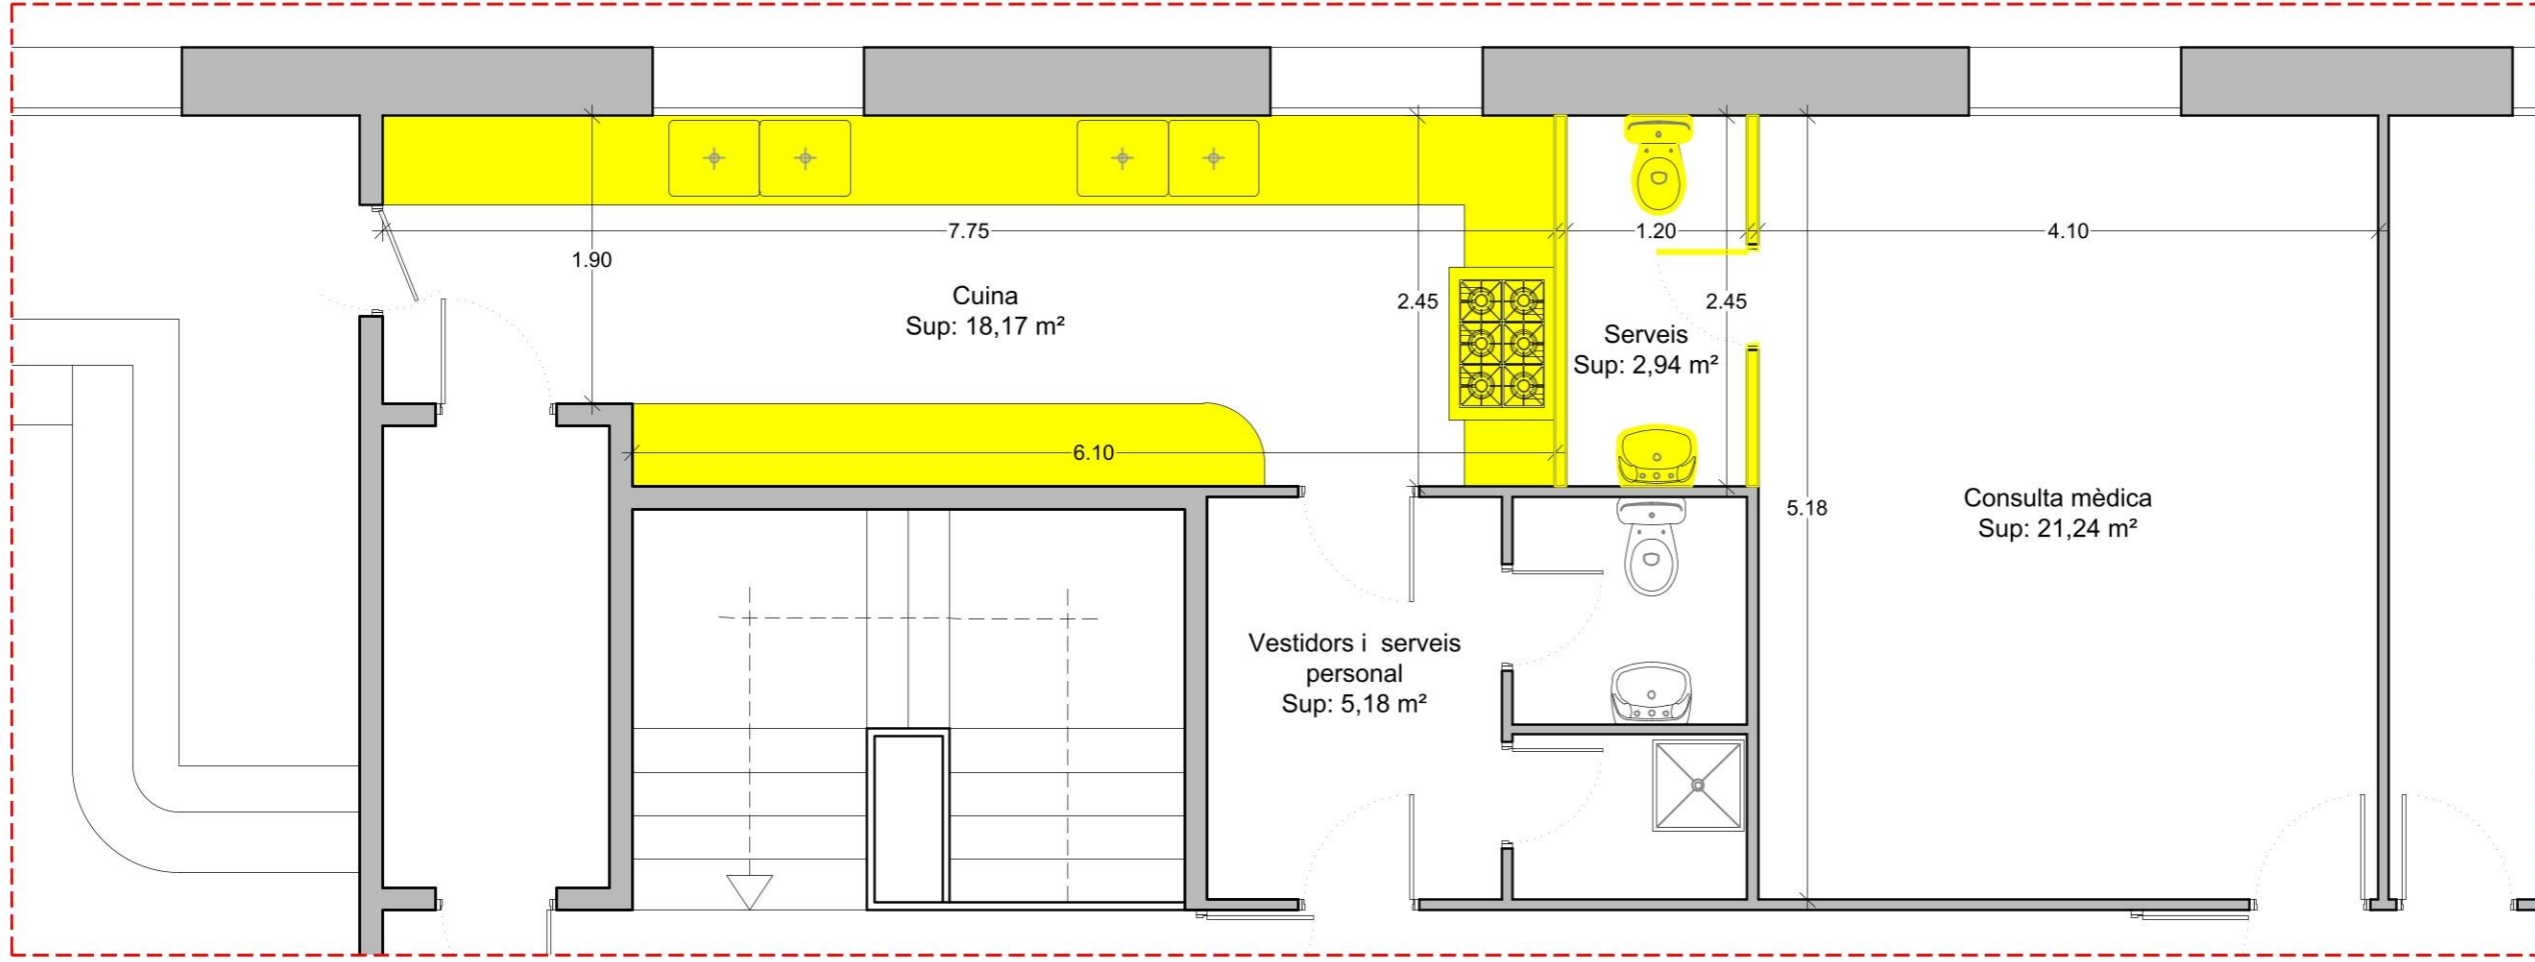 7.75
1.20
4.10
1.90
Cuina
Sup: 18,17 m²
2.45
2.45
Serveis
Sup: 2,94 m²
6.10
5.18
Consulta mèdica
Sup: 21,24 m²
Vestidors i serveis
personal
Sup: 5,18 m²